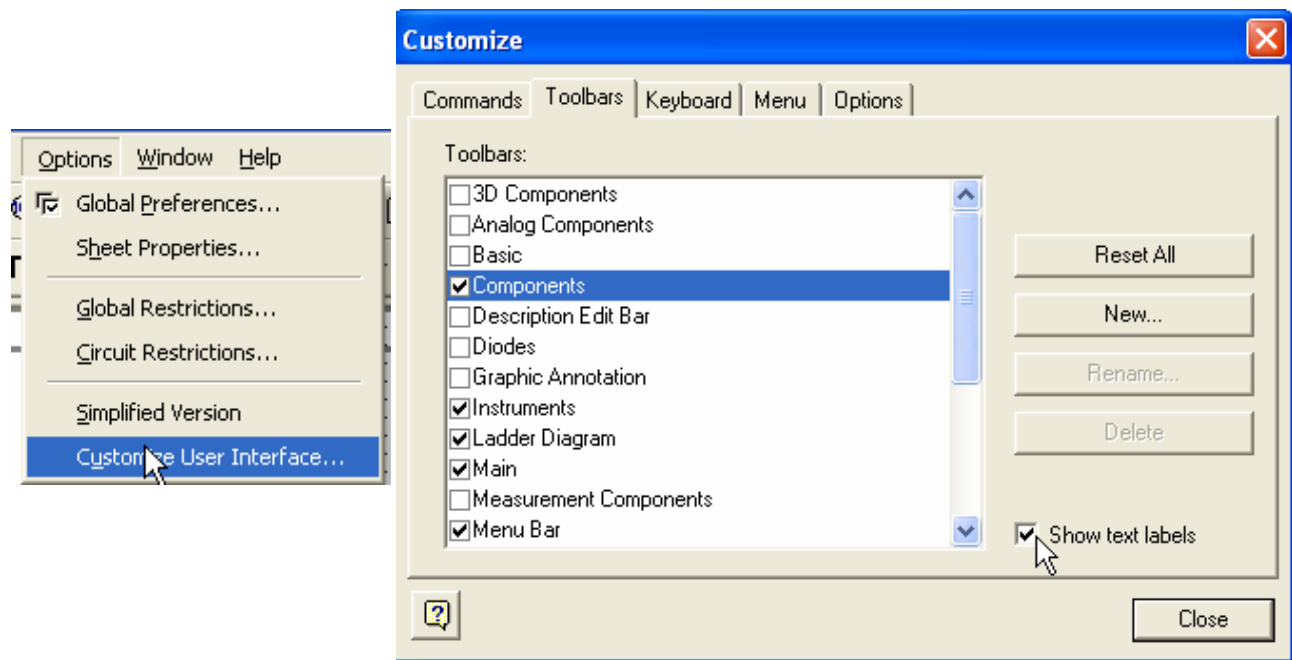 Options Window Help
Global Preferences...
Sheet Properties...
Global Restrictions...
Circuit Restrictions...
Simplified Version
Customize User Interface...
Customize
Commands Toolbars Keyboard Menu Options
Toolbars:
3D Components
Analog Components
Basic
Components
Description Edit Bar
Diodes
Graphic Annotation
Instruments
Ladder Diagram
Main
Measurement Components
Menu Bar
Reset All
New...
Rename...
Delete
Show text labels
Close